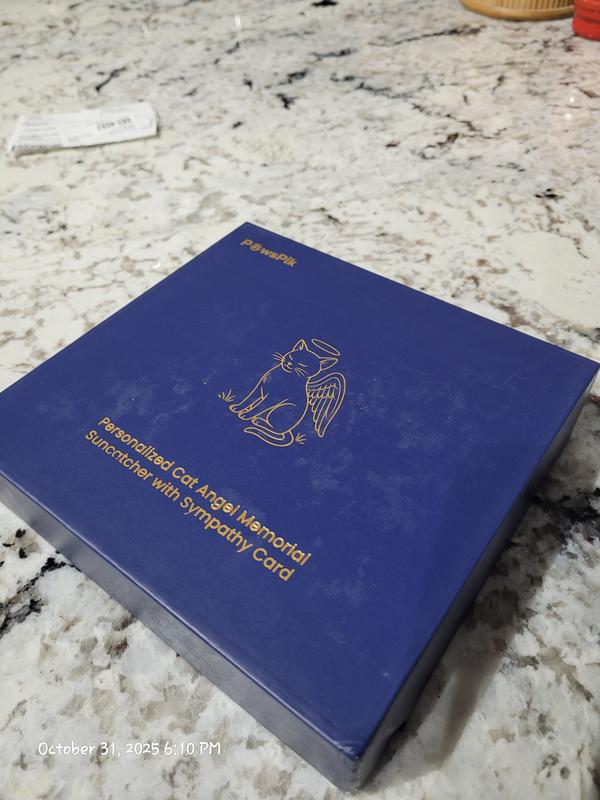 PawsPik
Personalized Cat Angel Memorial
Suncatcher with Sympathy Card
October 31, 2025 6:10 PM